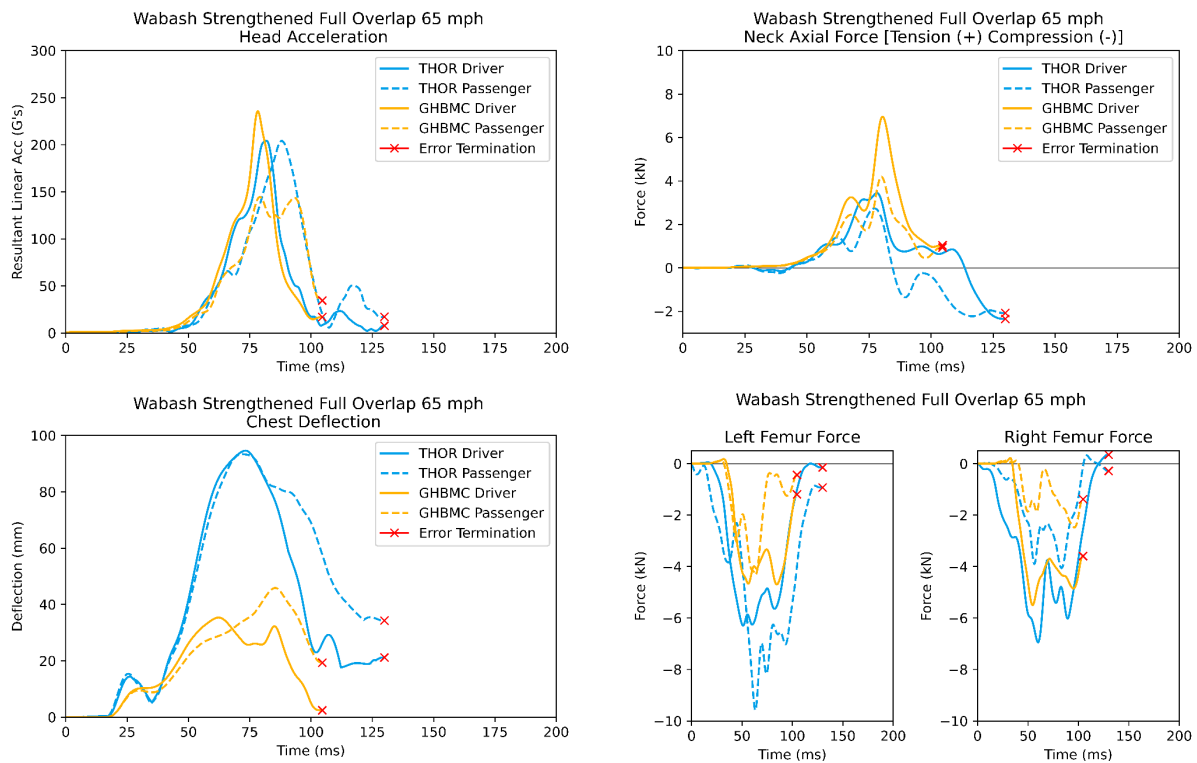 Wabash Strengthened Full Overlap 65 mph
Head Acceleration
300
250
200
150
100
50
0
Resultant Linear Acc (G's)
THOR Driver
THOR Passenger
GHBMC Driver
GHBMC Passenger
Error Termination
0 25 50 75 100 125 150 175 200
Time (ms)
Wabash Strengthened Full Overlap 65 mph
Neck Axial Force [Tension (+) Compression (-)]
10
8
6
4
2
0
−2
Force (kN)
THOR Driver
THOR Passenger
GHBMC Driver
GHBMC Passenger
Error Termination
0 25 50 75 100 125 150 175 200
Time (ms)
Wabash Strengthened Full Overlap 65 mph
Chest Deflection
100
80
60
40
20
0
Deflection (mm)
THOR Driver
THOR Passenger
GHBMC Driver
GHBMC Passenger
Error Termination
0 25 50 75 100 125 150 175 200
Time (ms)
Wabash Strengthened Full Overlap 65 mph
Left Femur Force
0
−2
−4
−6
−8
−10
Force (kN)
0 50 100 150 200
Time (ms)
Right Femur Force
0
−2
−4
−6
−8
−10
Force (kN)
0 50 100 150 200
Time (ms)